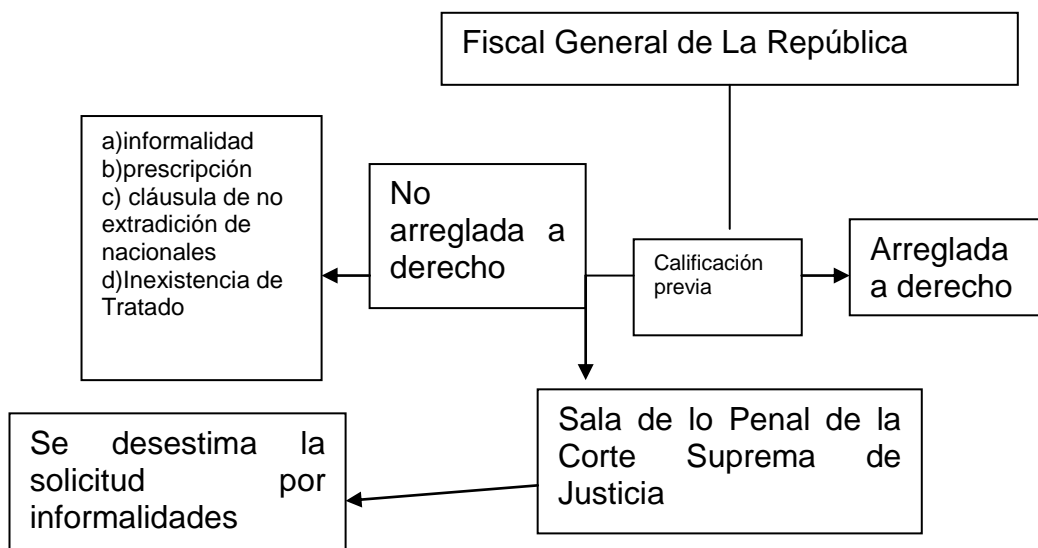 Fiscal General de La República
a)informalidad
b)prescripción
c) cláusula de no
extradición de
nacionales
d)Inexistencia de
Tratado
No
arreglada a
derecho
Calificación
previa
Arreglada
a derecho
Sala de lo Penal de la
Corte Suprema de
Justicia
Se desestima la
solicitud por
informalidades